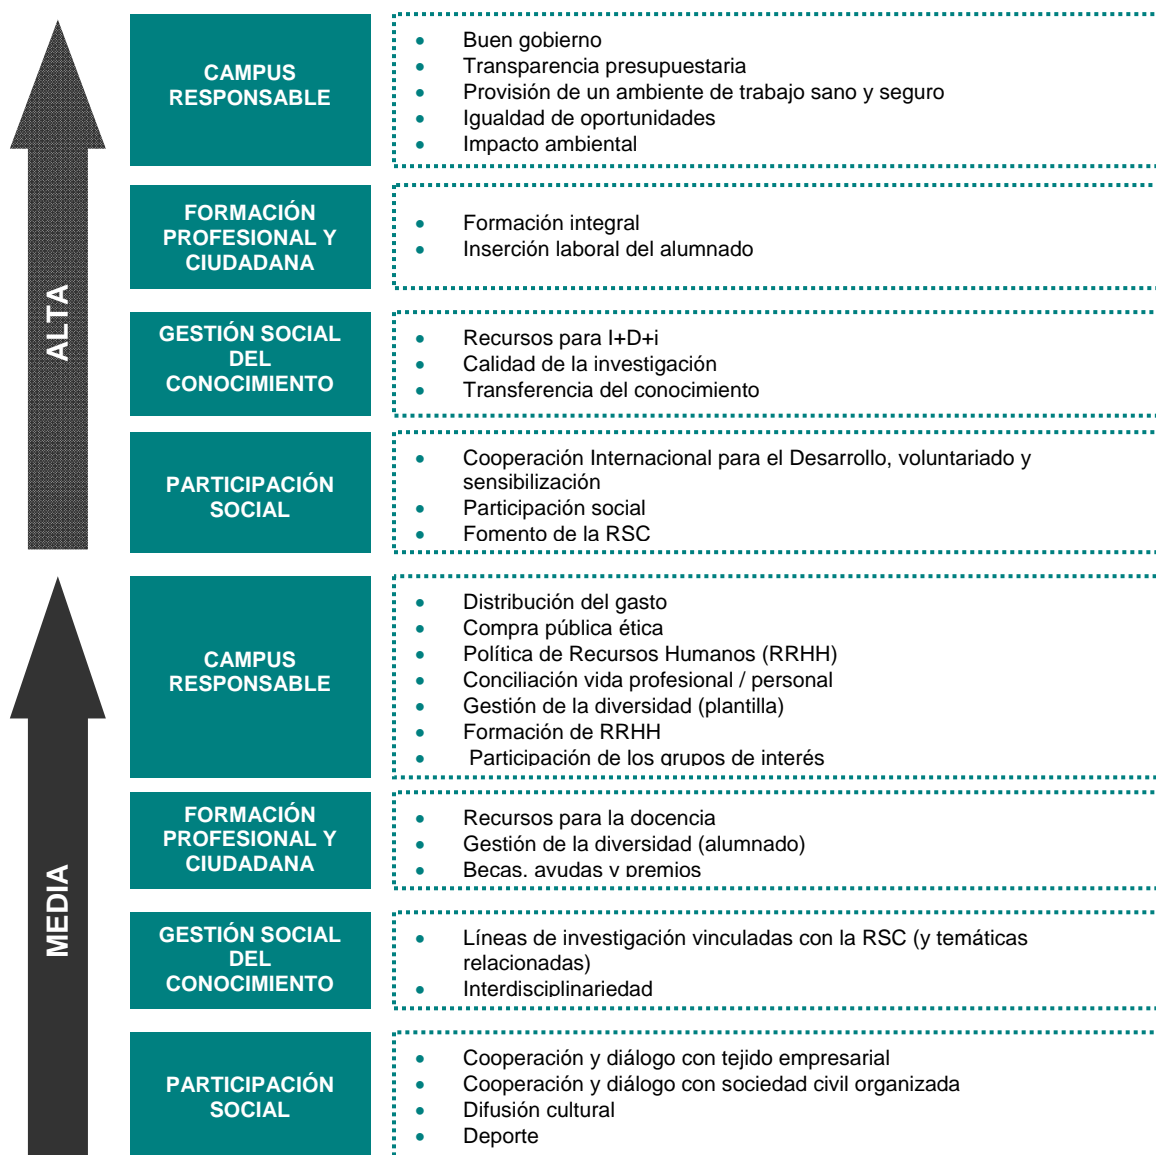 ALTA
CAMPUS
RESPONSABLE
• Buen gobierno
• Transparencia presupuestaria
• Provisión de un ambiente de trabajo sano y seguro
• Igualdad de oportunidades
• Impacto ambiental
FORMACIÓN
PROFESIONAL Y
CIUDADANA
• Formación integral
• Inserción laboral del alumnado
GESTIÓN SOCIAL
DEL
CONOCIMIENTO
• Recursos para I+D+i
• Calidad de la investigación
• Transferencia del conocimiento
PARTICIPACIÓN
SOCIAL
• Cooperación Internacional para el Desarrollo, voluntariado y
sensibilización
• Participación social
• Fomento de la RSC
MEDIA
CAMPUS
RESPONSABLE
• Distribución del gasto
• Compra pública ética
• Política de Recursos Humanos (RRHH)
• Conciliación vida profesional / personal
• Gestión de la diversidad (plantilla)
• Formación de RRHH
• Participación de los grupos de interés
FORMACIÓN
PROFESIONAL Y
CIUDADANA
• Recursos para la docencia
• Gestión de la diversidad (alumnado)
• Becas, ayudas y premios
GESTIÓN SOCIAL
DEL
CONOCIMIENTO
• Líneas de investigación vinculadas con la RSC (y temáticas
relacionadas)
• Interdisciplinariedad
PARTICIPACIÓN
SOCIAL
• Cooperación y diálogo con tejido empresarial
• Cooperación y diálogo con sociedad civil organizada
• Difusión cultural
• Deporte